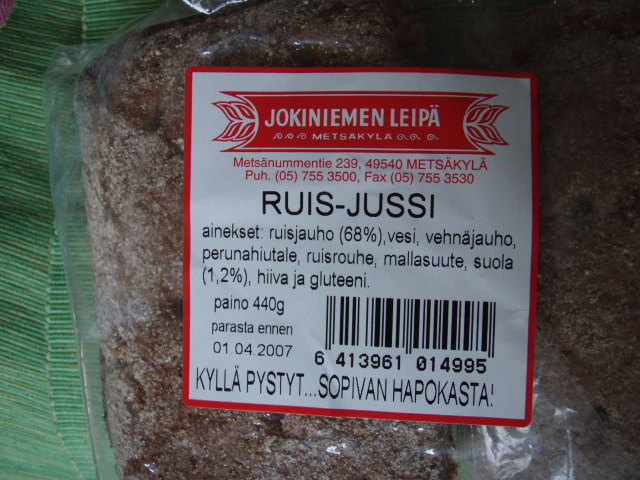 JOKINIEMEN LEIPÄ
METSÄKYLÄ
Metsänummentie 239, 49540 METSÄKYLÄ
Puh. (05) 755 3500, Fax (05) 755 3530
RUIS-JUSSI
ainekset: ruisjauho (68%),vesi, vehnäjauho,
perunahiutale, ruisrouhe, mallasuute, suola
(1,2%), hiiva ja gluteeni.
paino 440g
parasta ennen
01.04.2007
6 413961 014995
KYLLÄ PYSTYT...SOPIVAN HAPOKASTA!